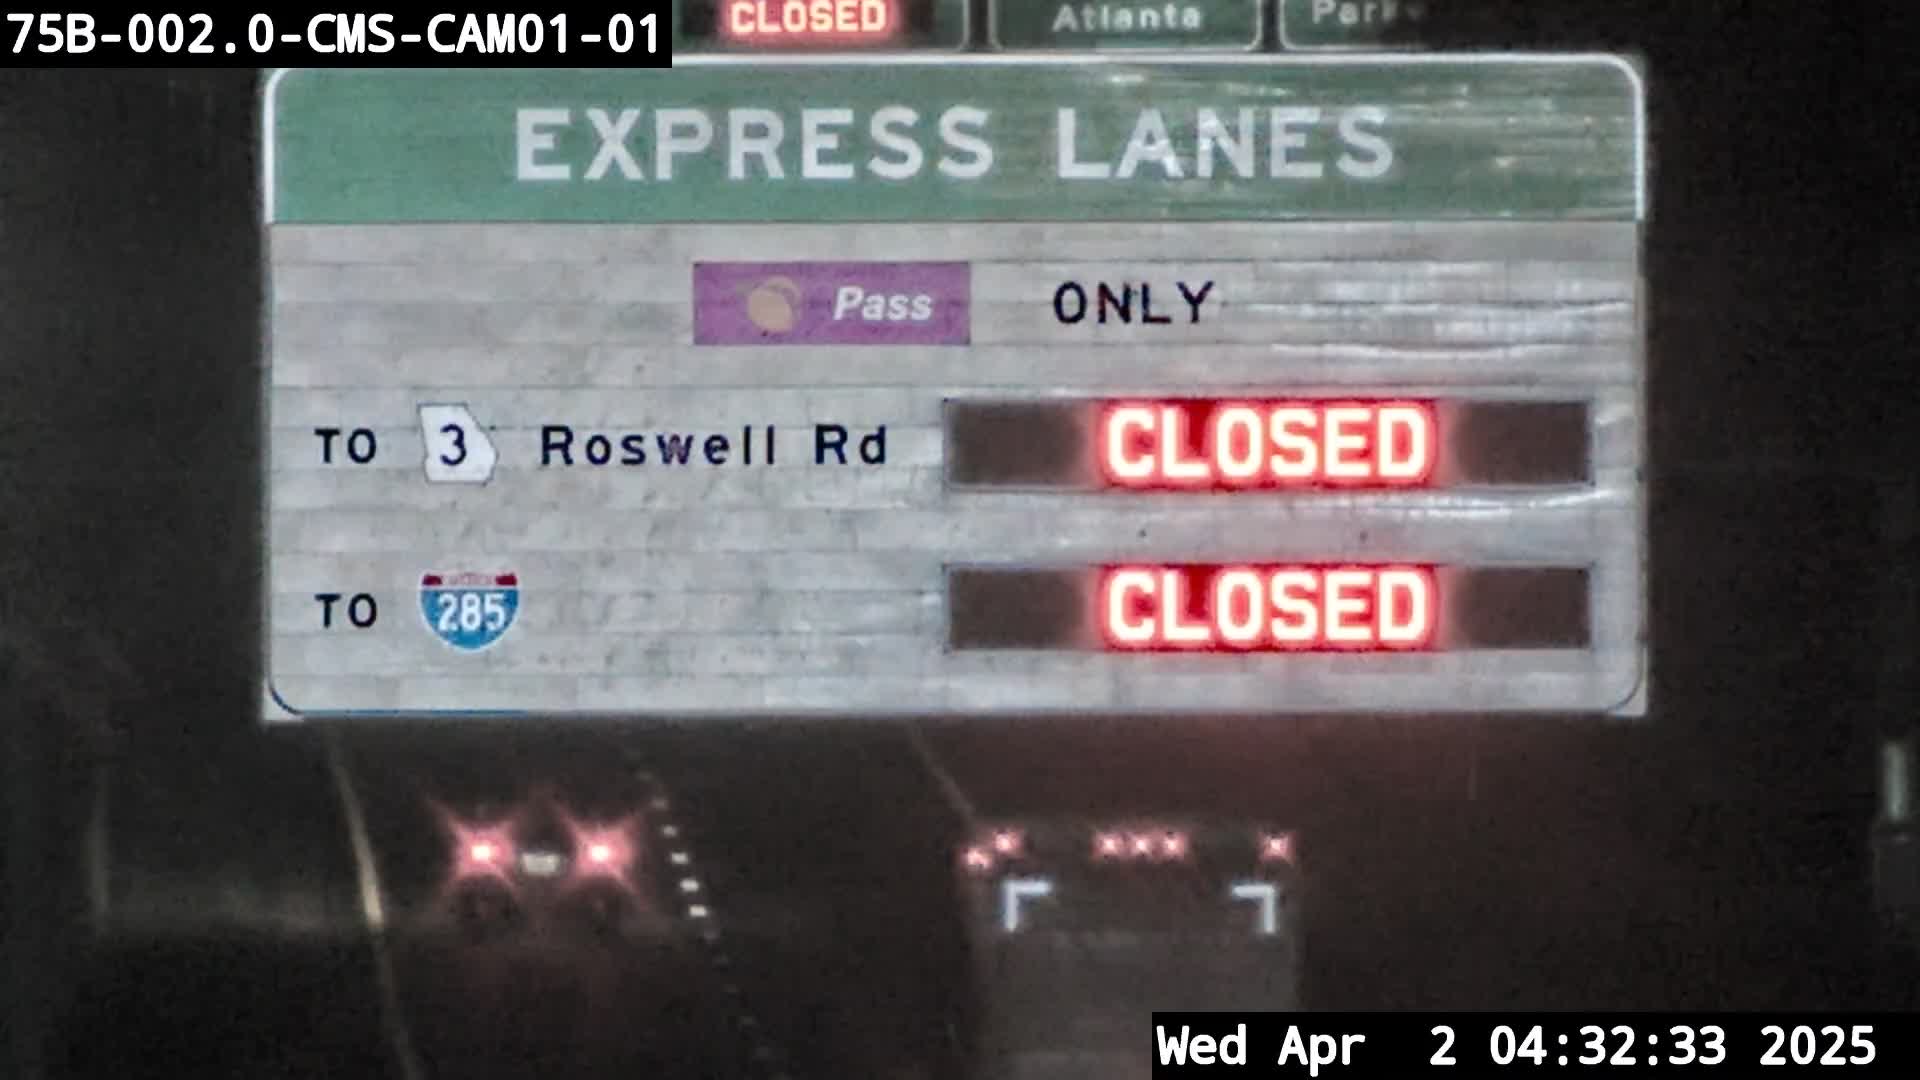 75B-002.0-CMS-CAM01-01
CLOSED
Atlanta
EXPRESS LANES
Pass ONLY
TO 3 Roswell Rd CLOSED
TO 285 CLOSED
Wed Apr 2 04:32:33 2025